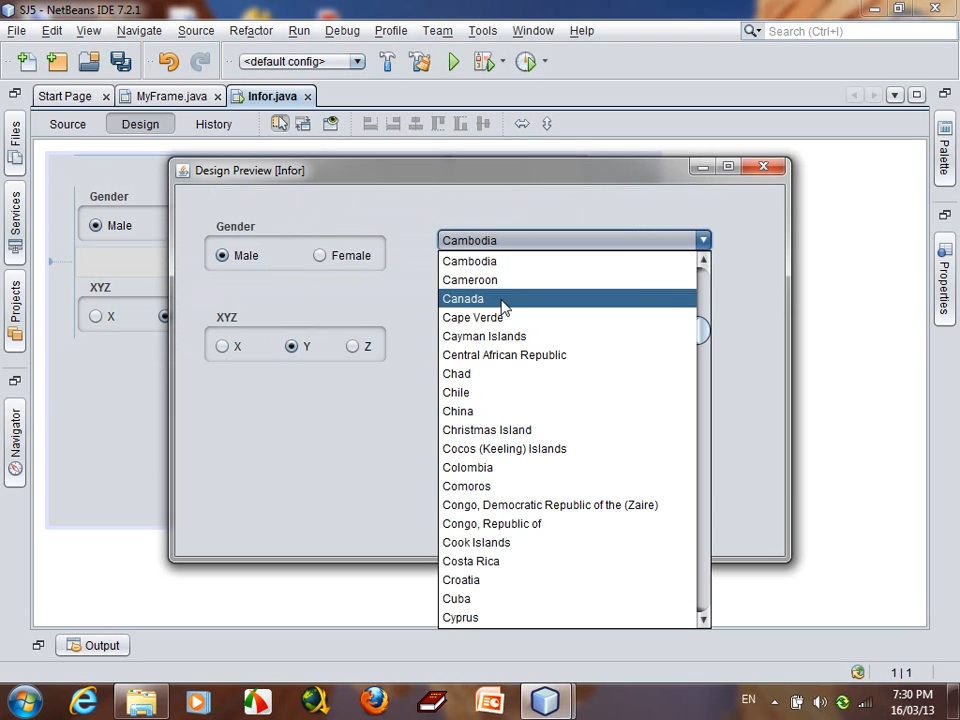 SJ5 - NetBeans IDE 7.2.1
File Edit View Navigate Source Refactor Run Debug Profile Team Tools Window Help
Search (Ctrl+I)
<default config>
Start Page MyFrame.java Infor.java
Source Design History
Files
Services
Projects
Navigator
Palette
Properties
Gender
Male
XYZ
X
Design Preview [Infor]
Gender
Male Female
XYZ
X Y Z
Cambodia
Cambodia
Cameroon
Canada
Cape Verde
Cayman Islands
Central African Republic
Chad
Chile
China
Christmas Island
Cocos (Keeling) Islands
Colombia
Comoros
Congo, Democratic Republic of the (Zaire)
Congo, Republic of
Cook Islands
Costa Rica
Croatia
Cuba
Cyprus
Output
1 | 1
EN
7:30 PM
16/03/13